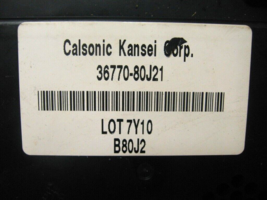 Calsonic Kansei Corp.
36770-80J21
LOT 7Y10
B80J2